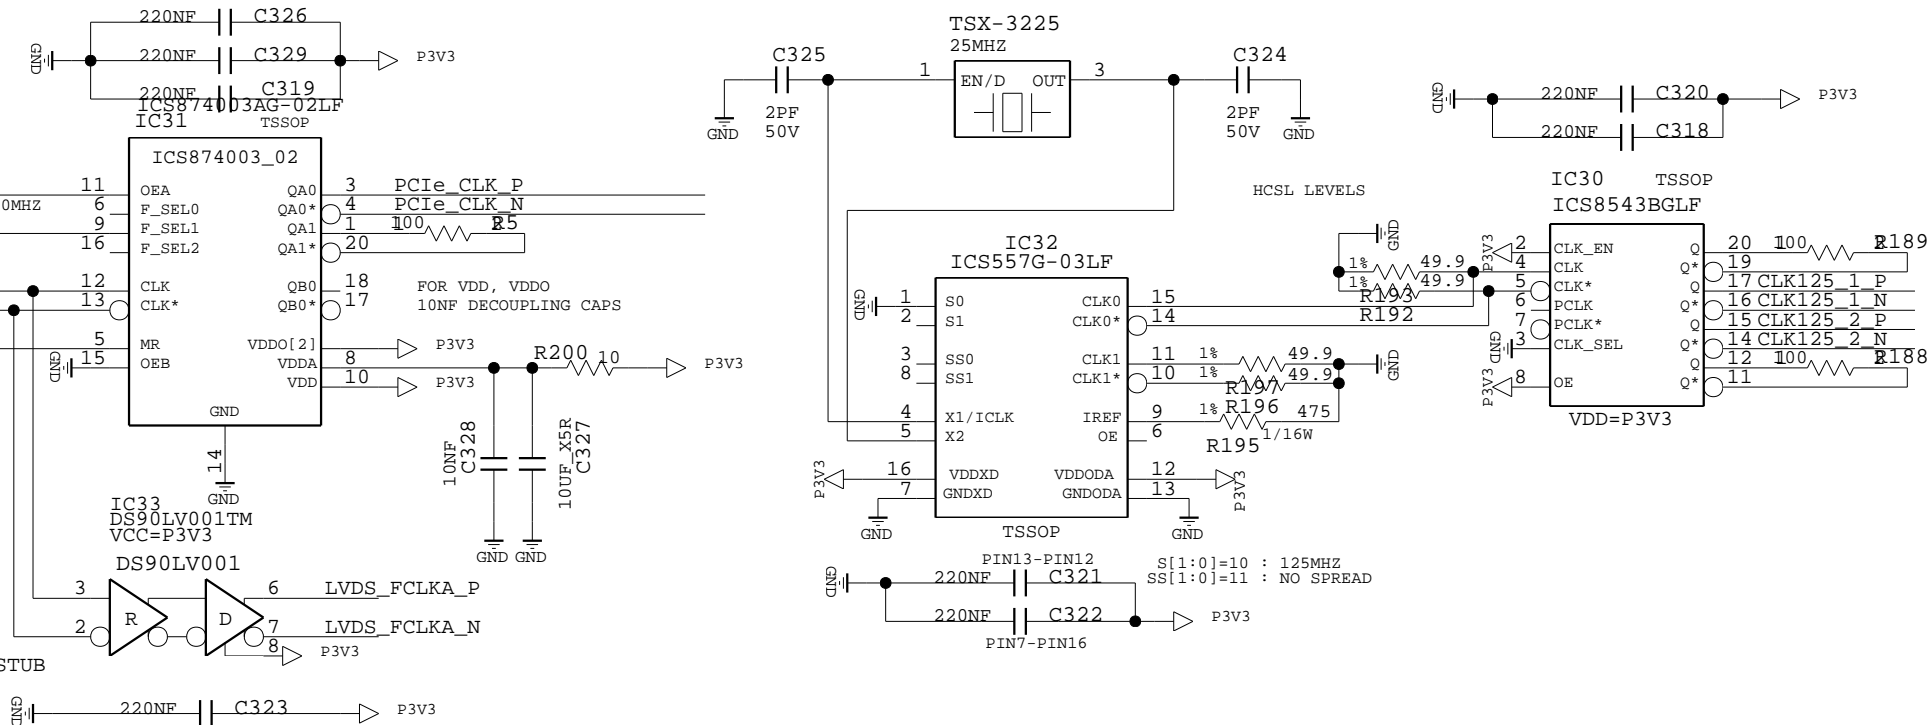 220NF C326
GND 220NF C329 P3V3
220NF C319
ICS874003AG-02LF
IC31 TSSOP
ICS874003_02
11 OEA QA0 3 PCIe_CLK_P
0MHZ 6 F_SEL0 QA0* 4 PCIe_CLK_N
9 F_SEL1 QA1 1 100 R5
16 F_SEL2 QA1* 20
12 CLK QB0 18 FOR VDD, VDDO
13 CLK* QB0* 17 10NF DECOUPLING CAPS
5 MR VDDO[2] P3V3
GND 15 OEB VDDA 8 R200 10 P3V3
VDD 10 P3V3
GND
14
GND
10NF
C328
10UF_X5R
C327
GND GND
IC33
DS90LV001TM
VCC=P3V3
DS90LV001
3 R D 6 LVDS_FCLKA_P
2 7 LVDS_FCLKA_N
8 P3V3
STUB
GND 220NF C323 P3V3
TSX-3225
25MHZ
C325 1 EN/D OUT 3 C324
2PF
50V
GND
2PF
50V
GND
IC32
ICS557G-03LF
GND 1 S0 CLK0 15
2 S1 CLK0* 14
3 SS0 CLK1 11 1% 49.9 GND
8 SS1 CLK1* 10 1% 49.9
R197
R196
4 X1/ICLK IREF 9 1% 475
5 X2 OE 6 R195 1/16W
P3V3 16 VDDXD VDDODA 12 P3V3
7 GNDXD GNDODA 13
GND GND
TSSOP
PIN13-PIN12
GND 220NF C321
220NF C322 P3V3
PIN7-PIN16
S[1:0]=10 : 125MHZ
SS[1:0]=11 : NO SPREAD
HCSL LEVELS
GND
1% 49.9
1% 49.9
R193
R192
GND 220NF C320 P3V3
220NF C318
IC30 TSSOP
ICS8543BGLF
P3V3 2 CLK_EN Q 20 1 100 R189
4 CLK Q* 19
5 CLK* Q 17 CLK125_1_P
6 PCLK Q* 16 CLK125_1_N
7 PCLK* Q 15 CLK125_2_P
GND 3 CLK_SEL Q* 14 CLK125_2_N
Q 12 1 100 R188
P3V3 8 OE Q* 11
VDD=P3V3